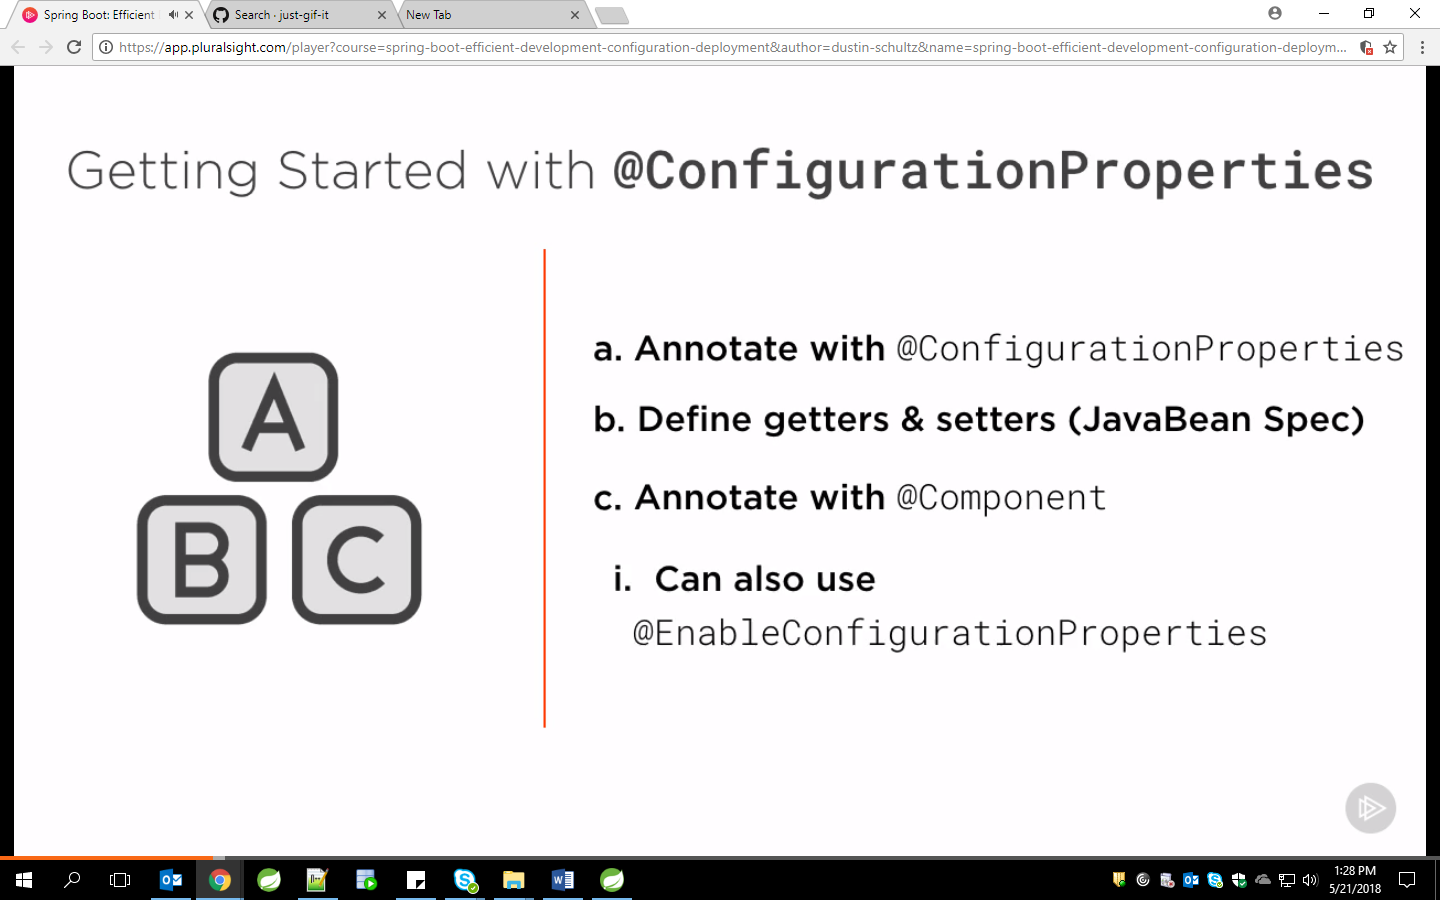 Spring Boot: Efficient
Search · just-gif-it
New Tab
https://app.pluralsight.com/player?course=spring-boot-efficient-development-configuration-deployment&author=dustin-schultz&name=spring-boot-efficient-development-configuration-deploym...
Getting Started with @ConfigurationProperties
A
B C
a. Annotate with @ConfigurationProperties
b. Define getters & setters (JavaBean Spec)
c. Annotate with @Component
i. Can also use
@EnableConfigurationProperties
1:28 PM
5/21/2018